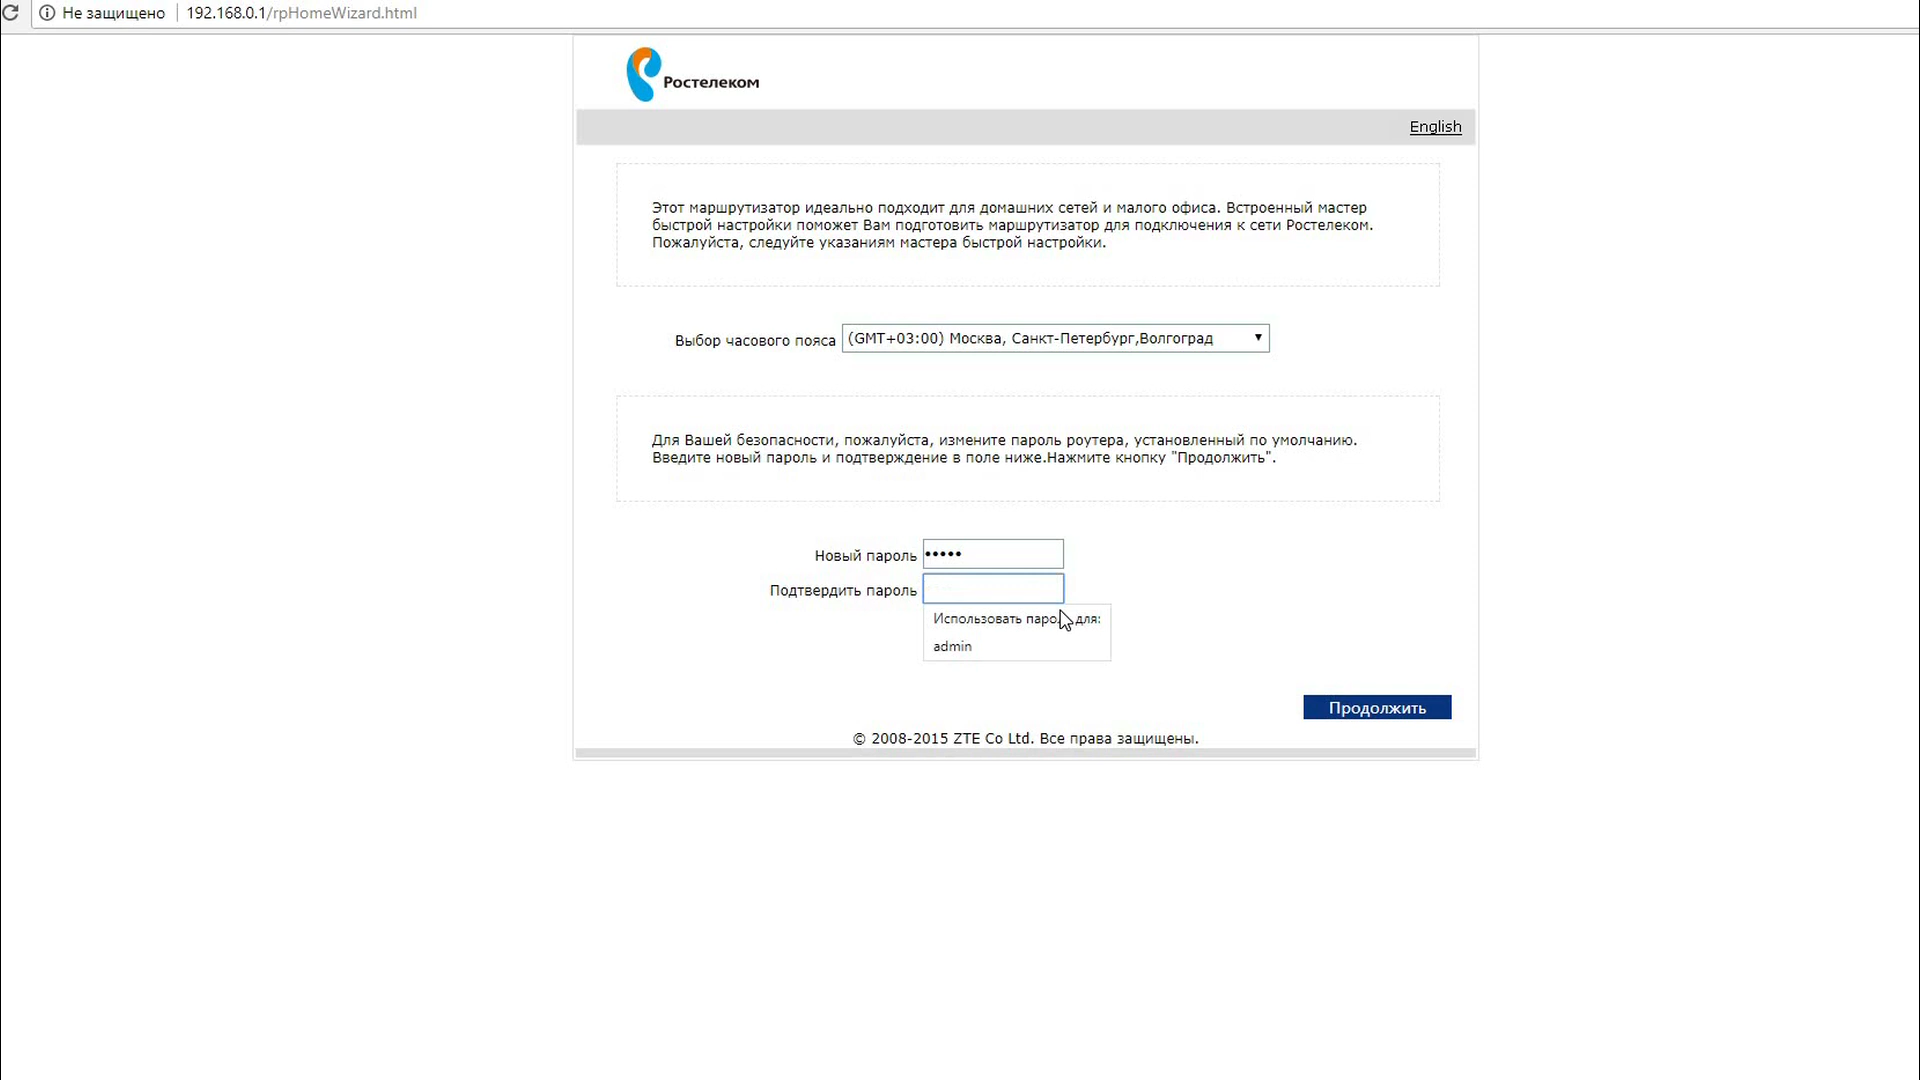 Не защищено 192.168.0.1/rpHomeWizard.html
Ростелеком
English
Этот маршрутизатор идеально подходит для домашних сетей и малого офиса. Встроенный мастер
быстрой настройки поможет Вам подготовить маршрутизатор для подключения к сети Ростелеком.
Пожалуйста, следуйте указаниям мастера быстрой настройки.
Выбор часового пояса (GMT+03:00) Москва, Санкт-Петербург,Волгоград
Для Вашей безопасности, пожалуйста, измените пароль роутера, установленный по умолчанию.
Введите новый пароль и подтверждение в поле ниже.Нажмите кнопку "Продолжить".
Новый пароль •••••
Подтвердить пароль
Использовать пароль для:
admin
Продолжить
© 2008-2015 ZTE Co Ltd. Все права защищены.